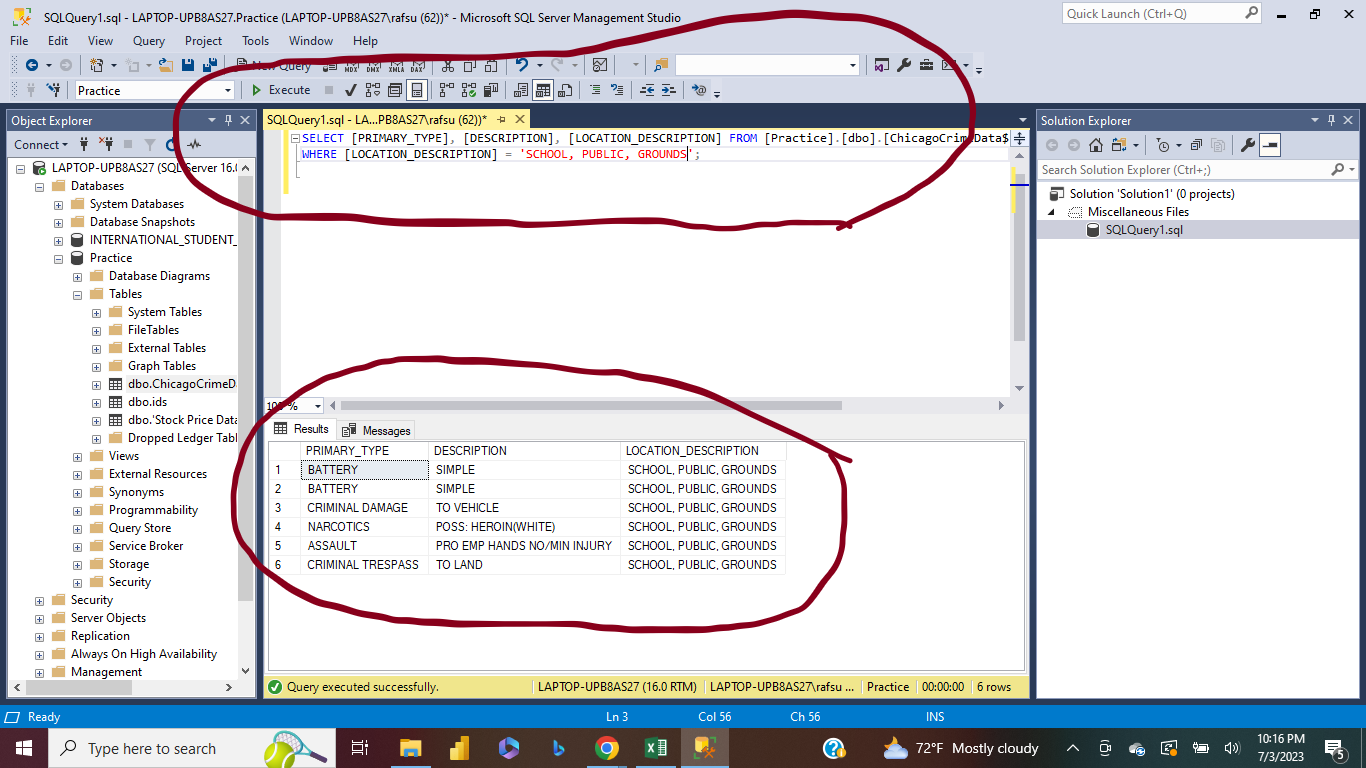 SQLQuery1.sql - LAPTOP-UPB8AS27.Practice (LAPTOP-UPB8AS27\rafsu (62))* - Microsoft SQL Server Management Studio
Quick Launch (Ctrl+Q)
File Edit View Query Project Tools Window Help
New Query MDX DMX XMLA DAX
Practice Execute
Object Explorer
Connect
LAPTOP-UPB8AS27 (SQL Server 16.0
Databases
System Databases
Database Snapshots
INTERNATIONAL_STUDENT_
Practice
Database Diagrams
Tables
System Tables
FileTables
External Tables
Graph Tables
dbo.ChicagoCrimeDa
dbo.ids
dbo.'Stock Price Data
Dropped Ledger Tabl
Views
External Resources
Synonyms
Programmability
Query Store
Service Broker
Storage
Security
Security
Server Objects
Replication
Always On High Availability
Management
SQLQuery1.sql - LA...PB8AS27\rafsu (62))*
SELECT [PRIMARY_TYPE], [DESCRIPTION], [LOCATION_DESCRIPTION] FROM [Practice].[dbo].[ChicagoCrimeData$
WHERE [LOCATION_DESCRIPTION] = 'SCHOOL, PUBLIC, GROUNDS';
100 %
Results Messages
PRIMARY_TYPE DESCRIPTION LOCATION_DESCRIPTION
1 BATTERY SIMPLE SCHOOL, PUBLIC, GROUNDS
2 BATTERY SIMPLE SCHOOL, PUBLIC, GROUNDS
3 CRIMINAL DAMAGE TO VEHICLE SCHOOL, PUBLIC, GROUNDS
4 NARCOTICS POSS: HEROIN(WHITE) SCHOOL, PUBLIC, GROUNDS
5 ASSAULT PRO EMP HANDS NO/MIN INJURY SCHOOL, PUBLIC, GROUNDS
6 CRIMINAL TRESPASS TO LAND SCHOOL, PUBLIC, GROUNDS
Query executed successfully. LAPTOP-UPB8AS27 (16.0 RTM) LAPTOP-UPB8AS27\rafsu ... Practice 00:00:00 6 rows
Solution Explorer
Search Solution Explorer (Ctrl+;)
Solution 'Solution1' (0 projects)
Miscellaneous Files
SQLQuery1.sql
Ready Ln 3 Col 56 Ch 56 INS
Type here to search
72°F Mostly cloudy
10:16 PM
7/3/2023
5